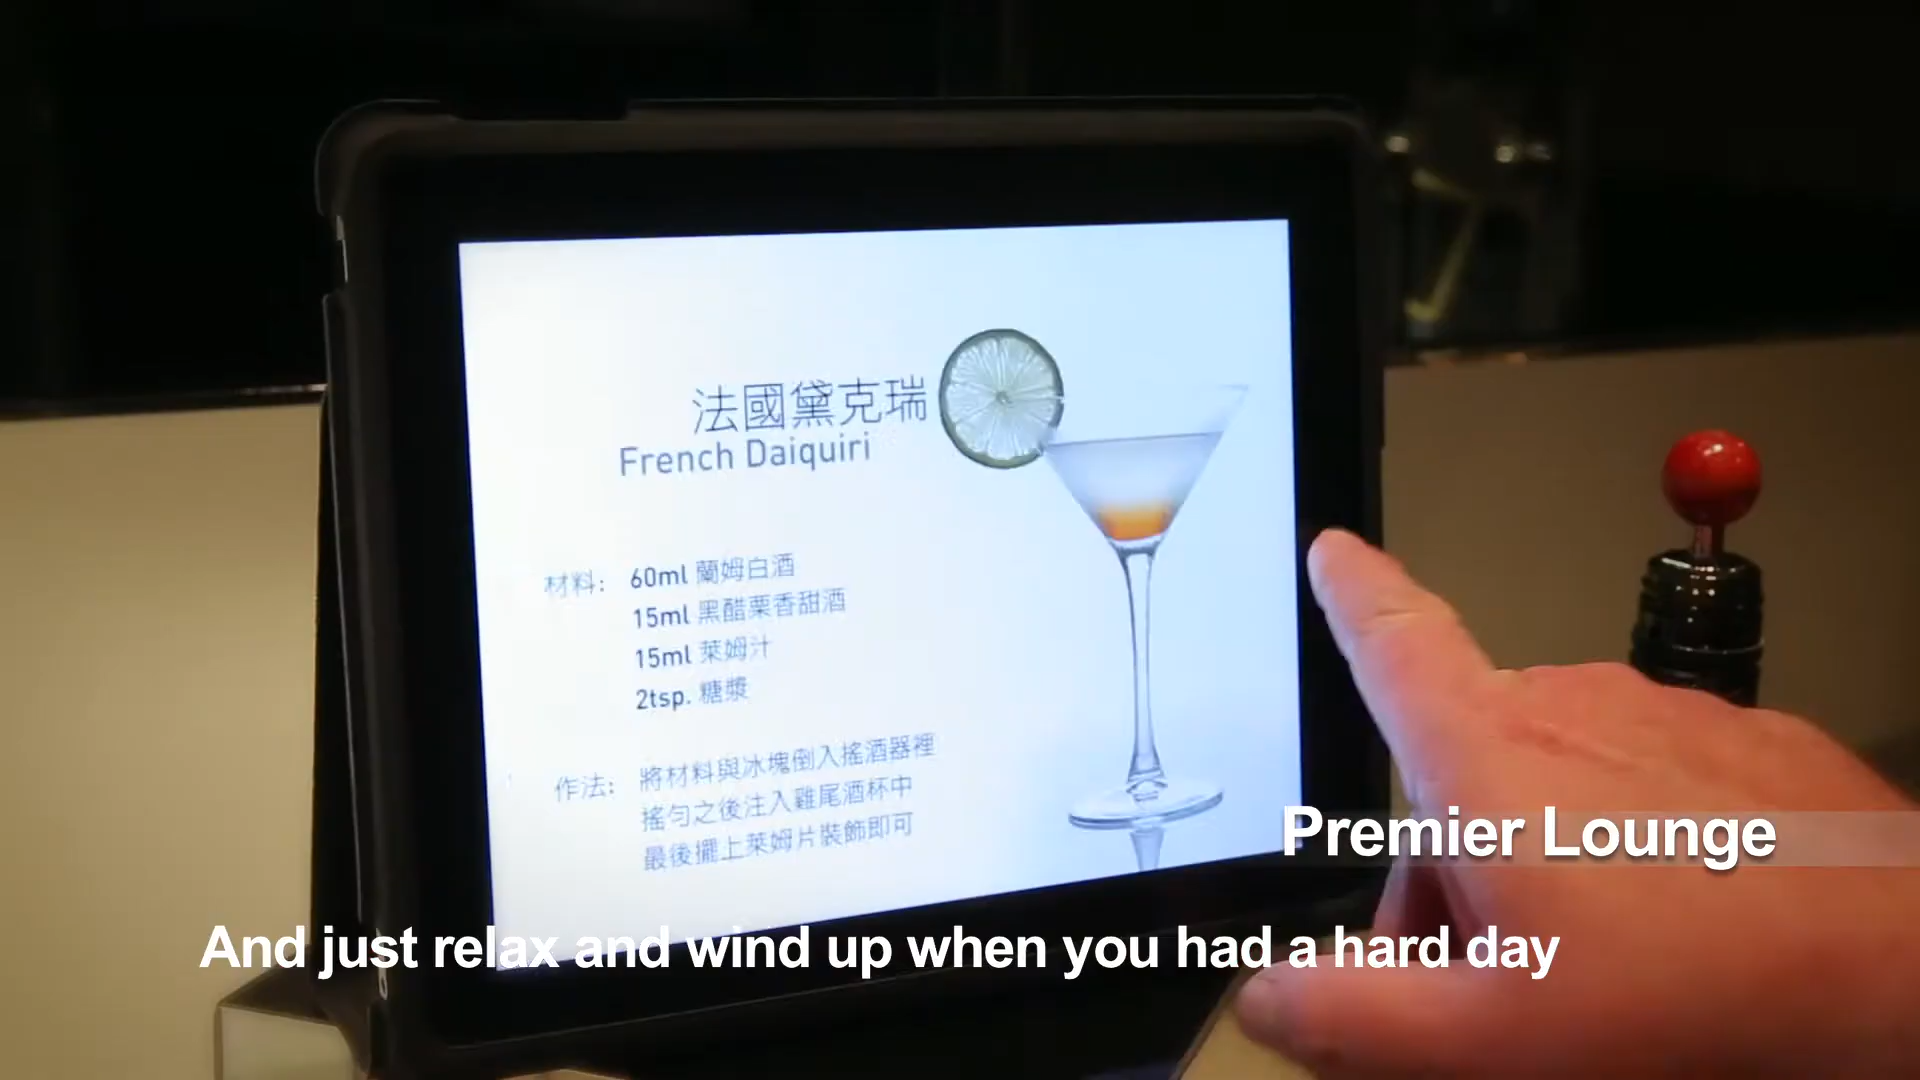 法國黛克瑞
French Daiquiri
材料: 60ml 蘭姆白酒
15ml 黑醋栗香甜酒
15ml 萊姆汁
2tsp. 糖漿
作法: 將材料與冰塊倒入搖酒器裡
搖勻之後注入雞尾酒杯中
最後擺上萊姆片裝飾即可
Premier Lounge
And just relax and wind up when you had a hard day